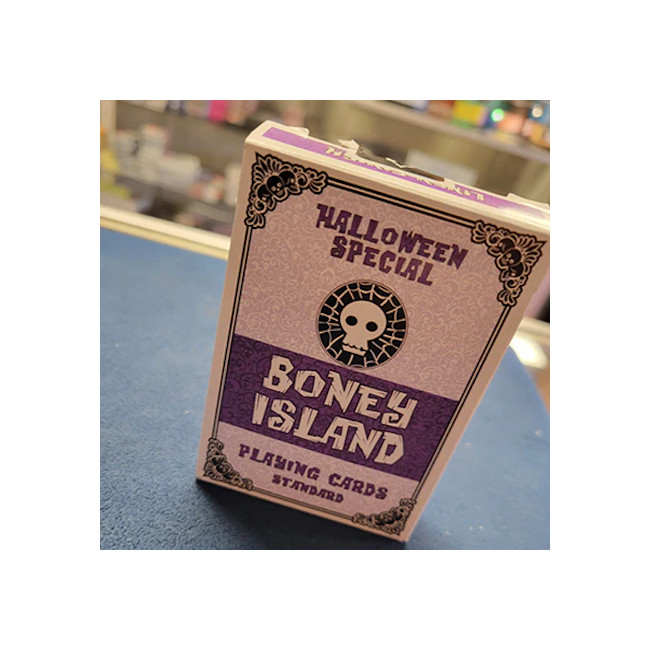 HALLOWEEN
SPECIAL
BONEY
ISLAND
PLAYING CARDS
STANDARD